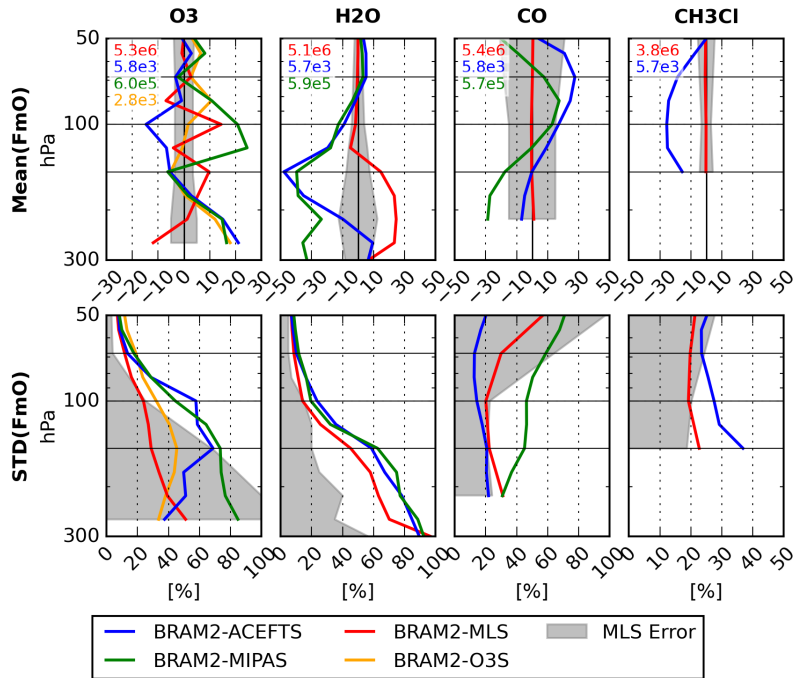 O3 H2O CO CH3Cl
Mean(FmO)
hPa
50
100
300
5.3e6
5.8e3
6.0e5
2.8e3
5.1e6
5.7e3
5.9e5
5.4e6
5.8e3
5.7e5
3.8e6
5.7e3
−30 −20 −10 0 10 20 30
−50 −30 −10 10 30 50
−50 −30 −10 10 30 50
−50 −30 −10 10 30 50
STD(FmO)
hPa
50
100
300
0 20 40 60 80 100
0 20 40 60 80 100
0 20 40 60 80 100
0 10 20 30 40 50
[%] [%] [%] [%]
BRAM2-ACEFTS BRAM2-MLS MLS Error
BRAM2-MIPAS BRAM2-O3S